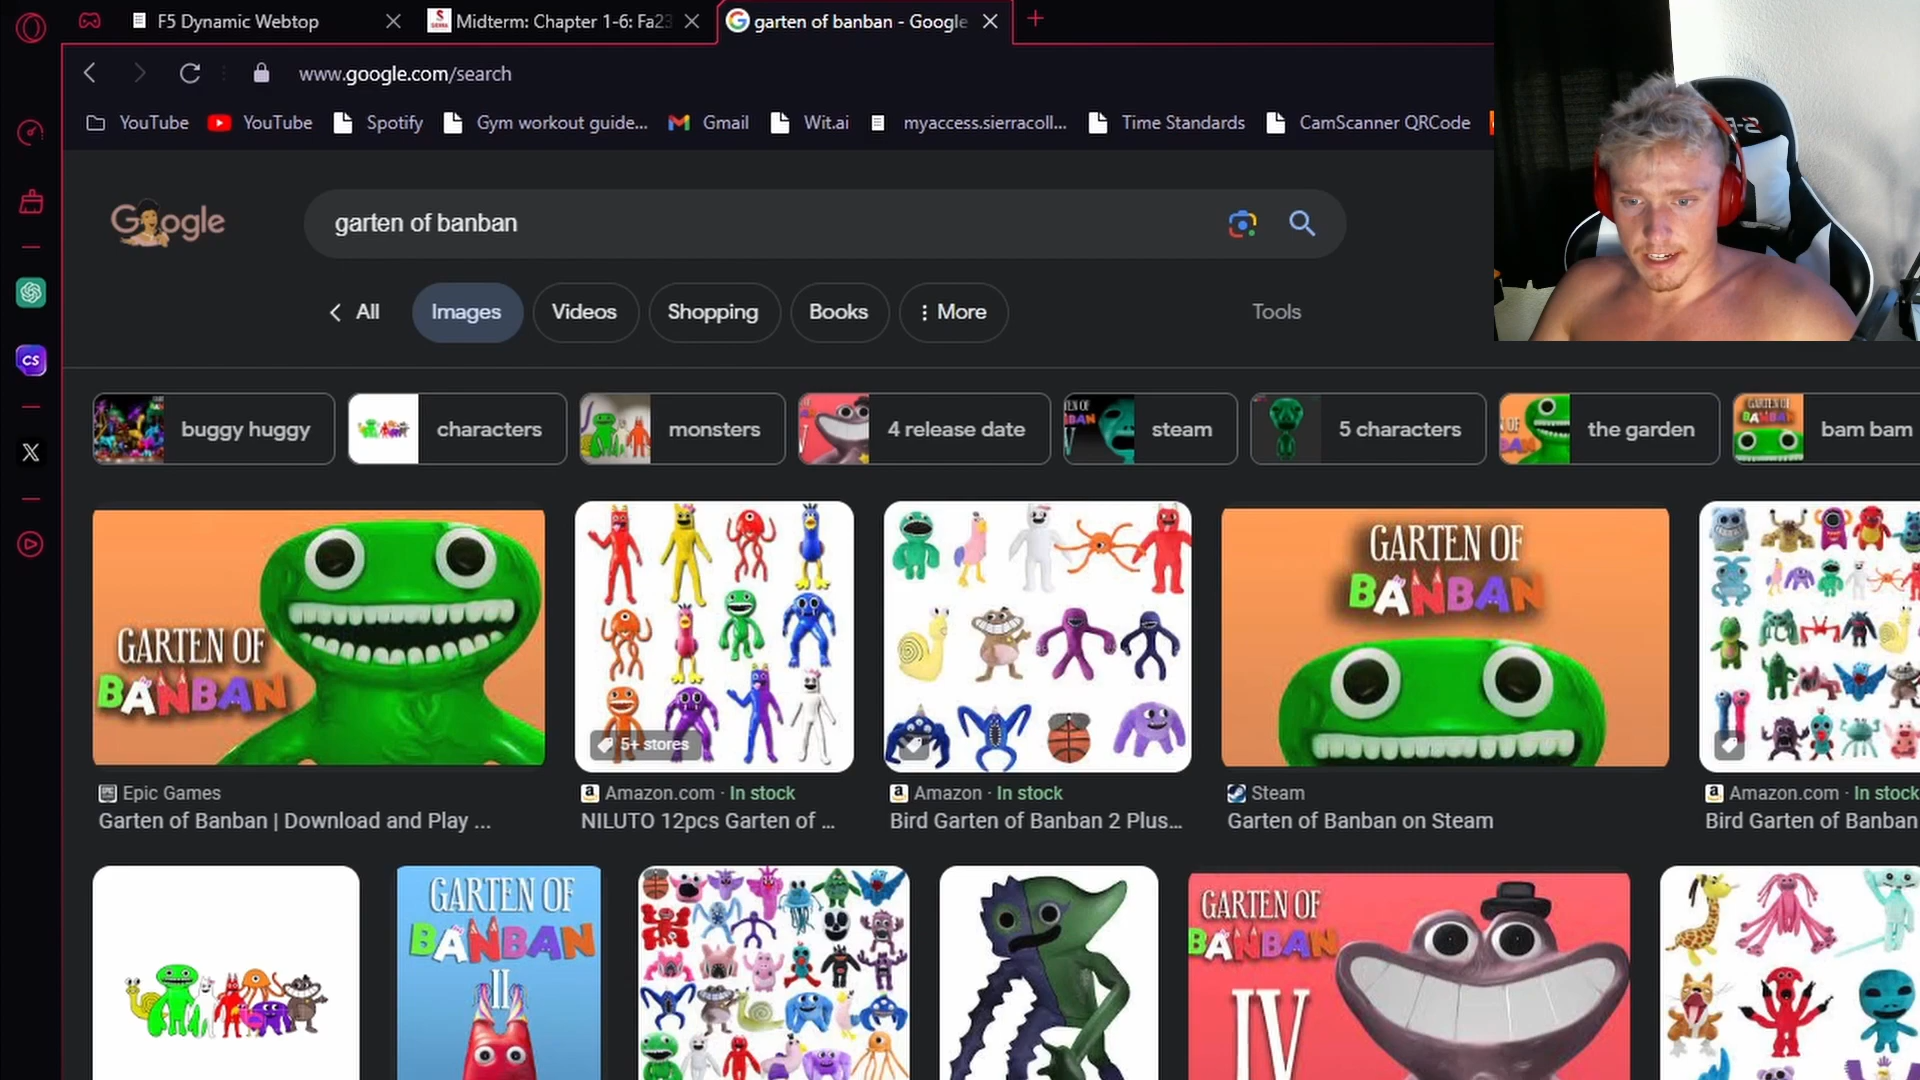 F5 Dynamic Webtop
Midterm: Chapter 1-6: Fa23
garten of banban - Google
www.google.com/search
YouTube
YouTube
Spotify
Gym workout guide...
Gmail
Wit.ai
myaccess.sierracoll...
Time Standards
CamScanner QRCode
Google
garten of banban
All
Images
Videos
Shopping
Books
More
Tools
buggy huggy
characters
monsters
4 release date
steam
5 characters
the garden
bam bam
GARTEN OF
BANBAN
5+ stores
GARTEN OF
BANBAN
Epic Games
Garten of Banban | Download and Play ...
Amazon.com · In stock
NILUTO 12pcs Garten of ...
Amazon · In stock
Bird Garten of Banban 2 Plus...
Steam
Garten of Banban on Steam
Amazon.com · In stock
Bird Garten of Banban
GARTEN OF
BANBAN
II
GARTEN OF
BANBAN
IV